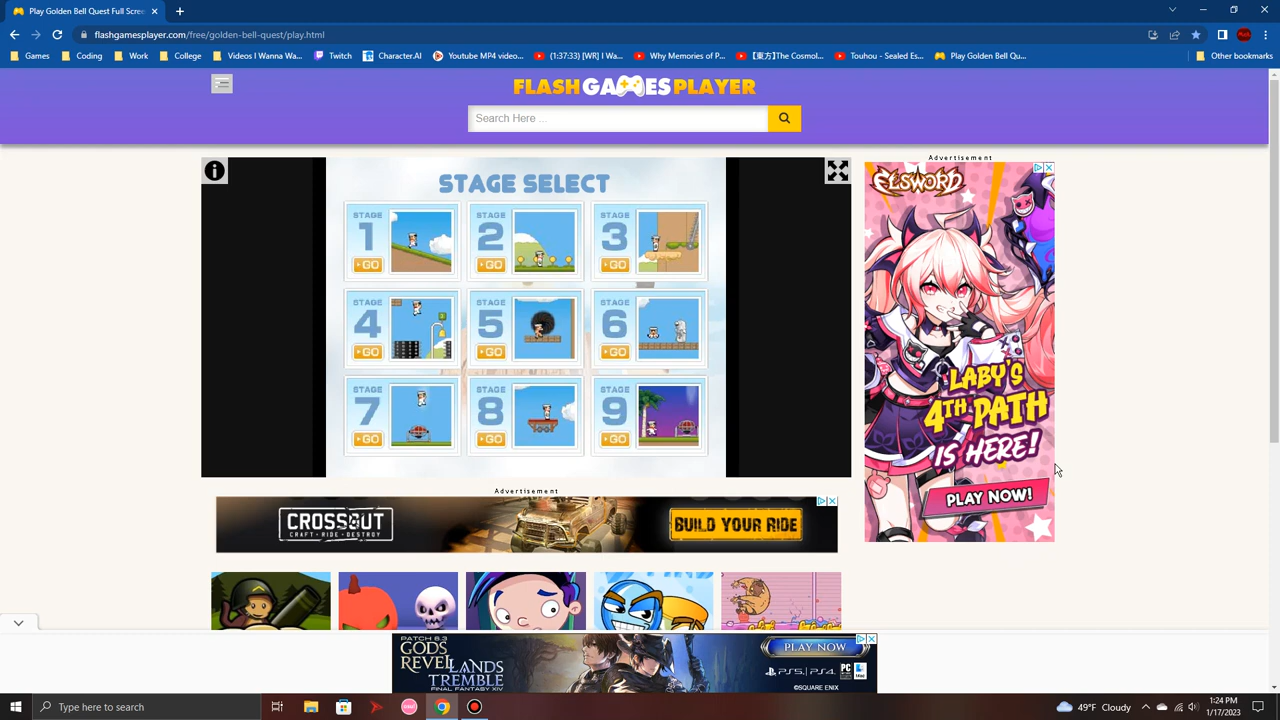 Play Golden Bell Quest Full Scre
flashgamesplayer.com/free/golden-bell-quest/play.html
Games
Homework
Work
College
Videos I Wanna Wa...
Twitch
Character.AI
Youtube MP4 video...
(1:37:33) [WR] I Wa...
Why Memories of P...
【東方】The Cosmol...
Touhou - Sealed Es...
Play Golden Bell Qu...
Other bookmarks
FLASH GAMES PLAYER
Search Here ...
Advertisement
STAGE SELECT
STAGE 1 GO
STAGE 2 GO
STAGE 3 GO
STAGE 4 GO
STAGE 5 GO
STAGE 6 GO
STAGE 7 GO
STAGE 8 GO
STAGE 9 GO
ELSWORD
LABY'S
4TH PATH
IS HERE!
PLAY NOW!
Advertisement
CROSSOUT
CRAFT · RIDE · DESTROY
BUILD YOUR RIDE
PATCH 6.3
GODS
REVEL
LANDS
TREMBLE
FINAL FANTASY XIV
PLAY NOW
PS5 PS4 PC Mac
©SQUARE ENIX
Type here to search
49°F Cloudy
1:24 PM
1/17/2023